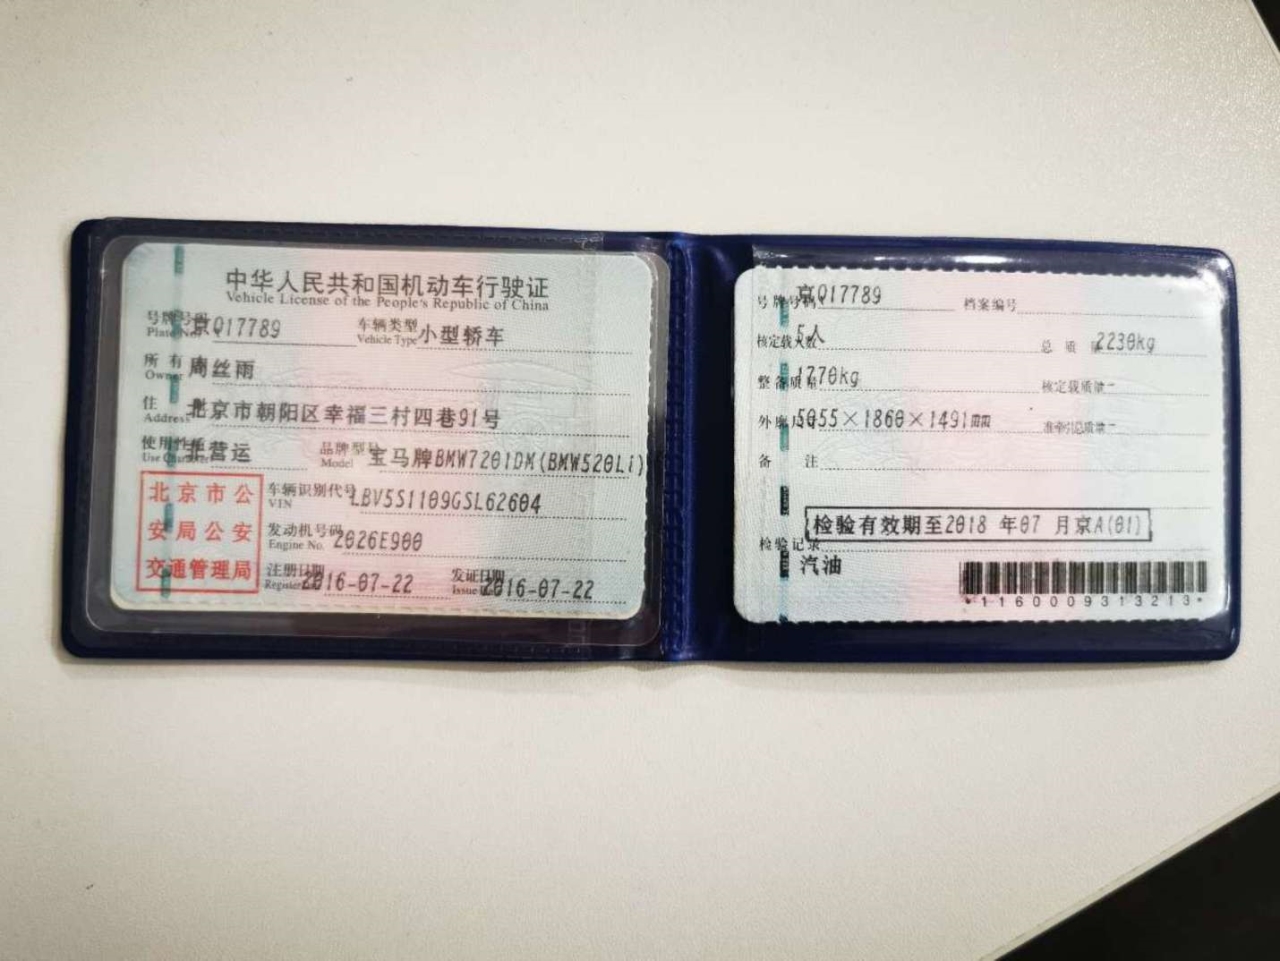 中华人民共和国机动车行驶证
Vehicle License of the People's Republic of China
号牌号码 京Q17789 车辆类型 小型轿车
Plate No. Vehicle Type
所有人 周丝雨
Owner
住 北京市朝阳区幸福三村四巷91号
Address
使用性质 非营运 品牌型号 宝马牌BMW7201DM(BMW520Li)
Use Character Model
北京市公
安局公安
交通管理局
车辆识别代号 LBV5S1109GSL62604
VIN
发动机号码 2026E900
Engine No.
注册日期 2016-07-22 发证日期 2016-07-22
Register Issue
号牌号码 京Q17789 档案编号
核定载人数 5人 总质量 2230kg
整备质量 1770kg 核定载质量 --
外廓尺寸 5055×1860×1491mm 准牵引总质量 --
备 注
检验有效期至2018 年07 月京A(01)
检验记录
汽油
*1160009313213*